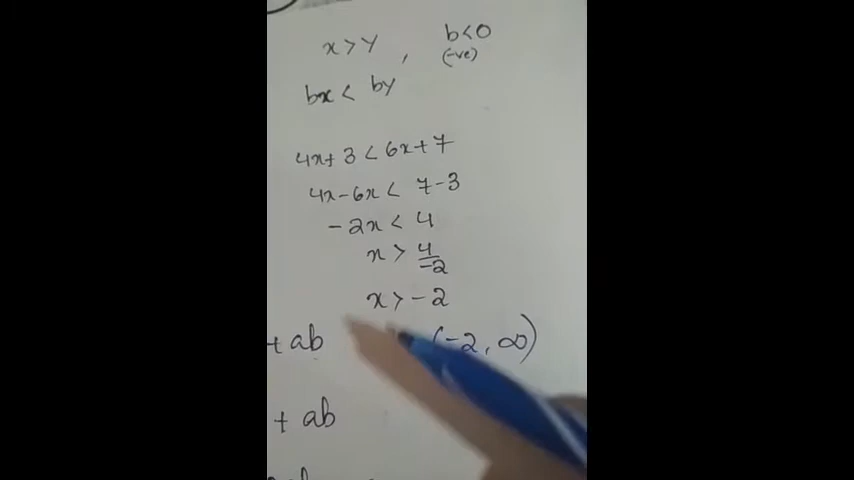 x > y , b < 0
(-ve)
bx < by
4x + 3 < 6x + 7
4x - 6x < 7 - 3
- 2x < 4
x > 4/-2
x > - 2
+ ab (-2, ∞)
+ ab